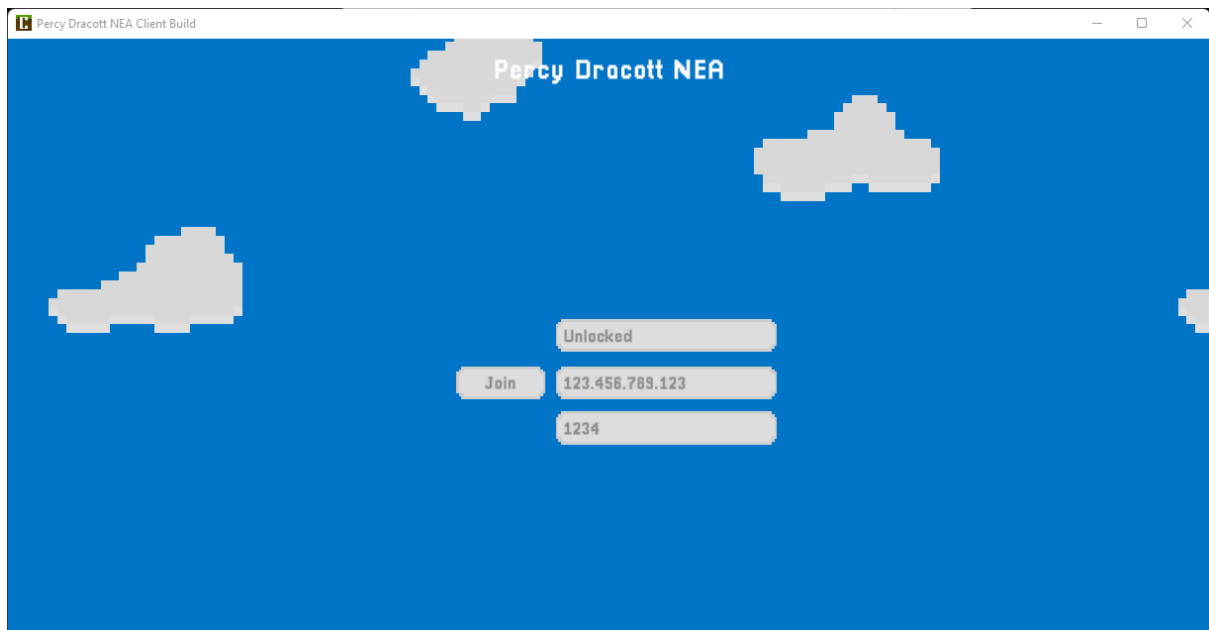 Percy Dracott NEA Client Build
Percy Dracott NEA
Unlocked
Join
123.456.789.123
1234